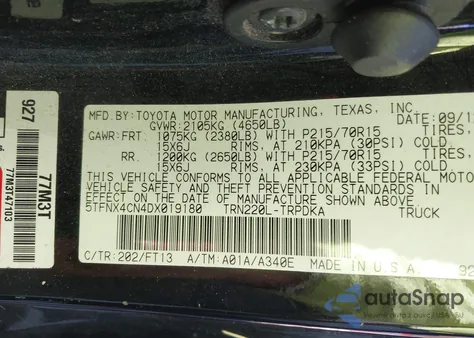 MFD.BY:TOYOTA MOTOR MANUFACTURING, TEXAS, INC.
GVWR:2105KG (4650LB) DATE: 09/1
GAWR:FRT 1075KG (2380LB) WITH P215/70R15 TIRES,
15X6J RIMS, AT 210KPA (30PSI) COLD
RR. 1200KG (2650LB) WITH P215/70R15 TIRES,
15X6J RIMS, AT 230KPA (33PSI) COLD
THIS VEHICLE CONFORMS TO ALL APPLICABLE FEDERAL MOTOR
VEHICLE SAFETY AND THEFT PREVENTION STANDARDS IN
EFFECT ON THE DATE OF MANUFACTURE SHOWN ABOVE.
5TFNX4CN4DX019180 TRN220L-TRPDKA TRUCK
C/TR:202/FT13 A/TM:A01A/A340E MADE IN U.S.A. 92
927
77M3T
77M3T47103
autoSnap